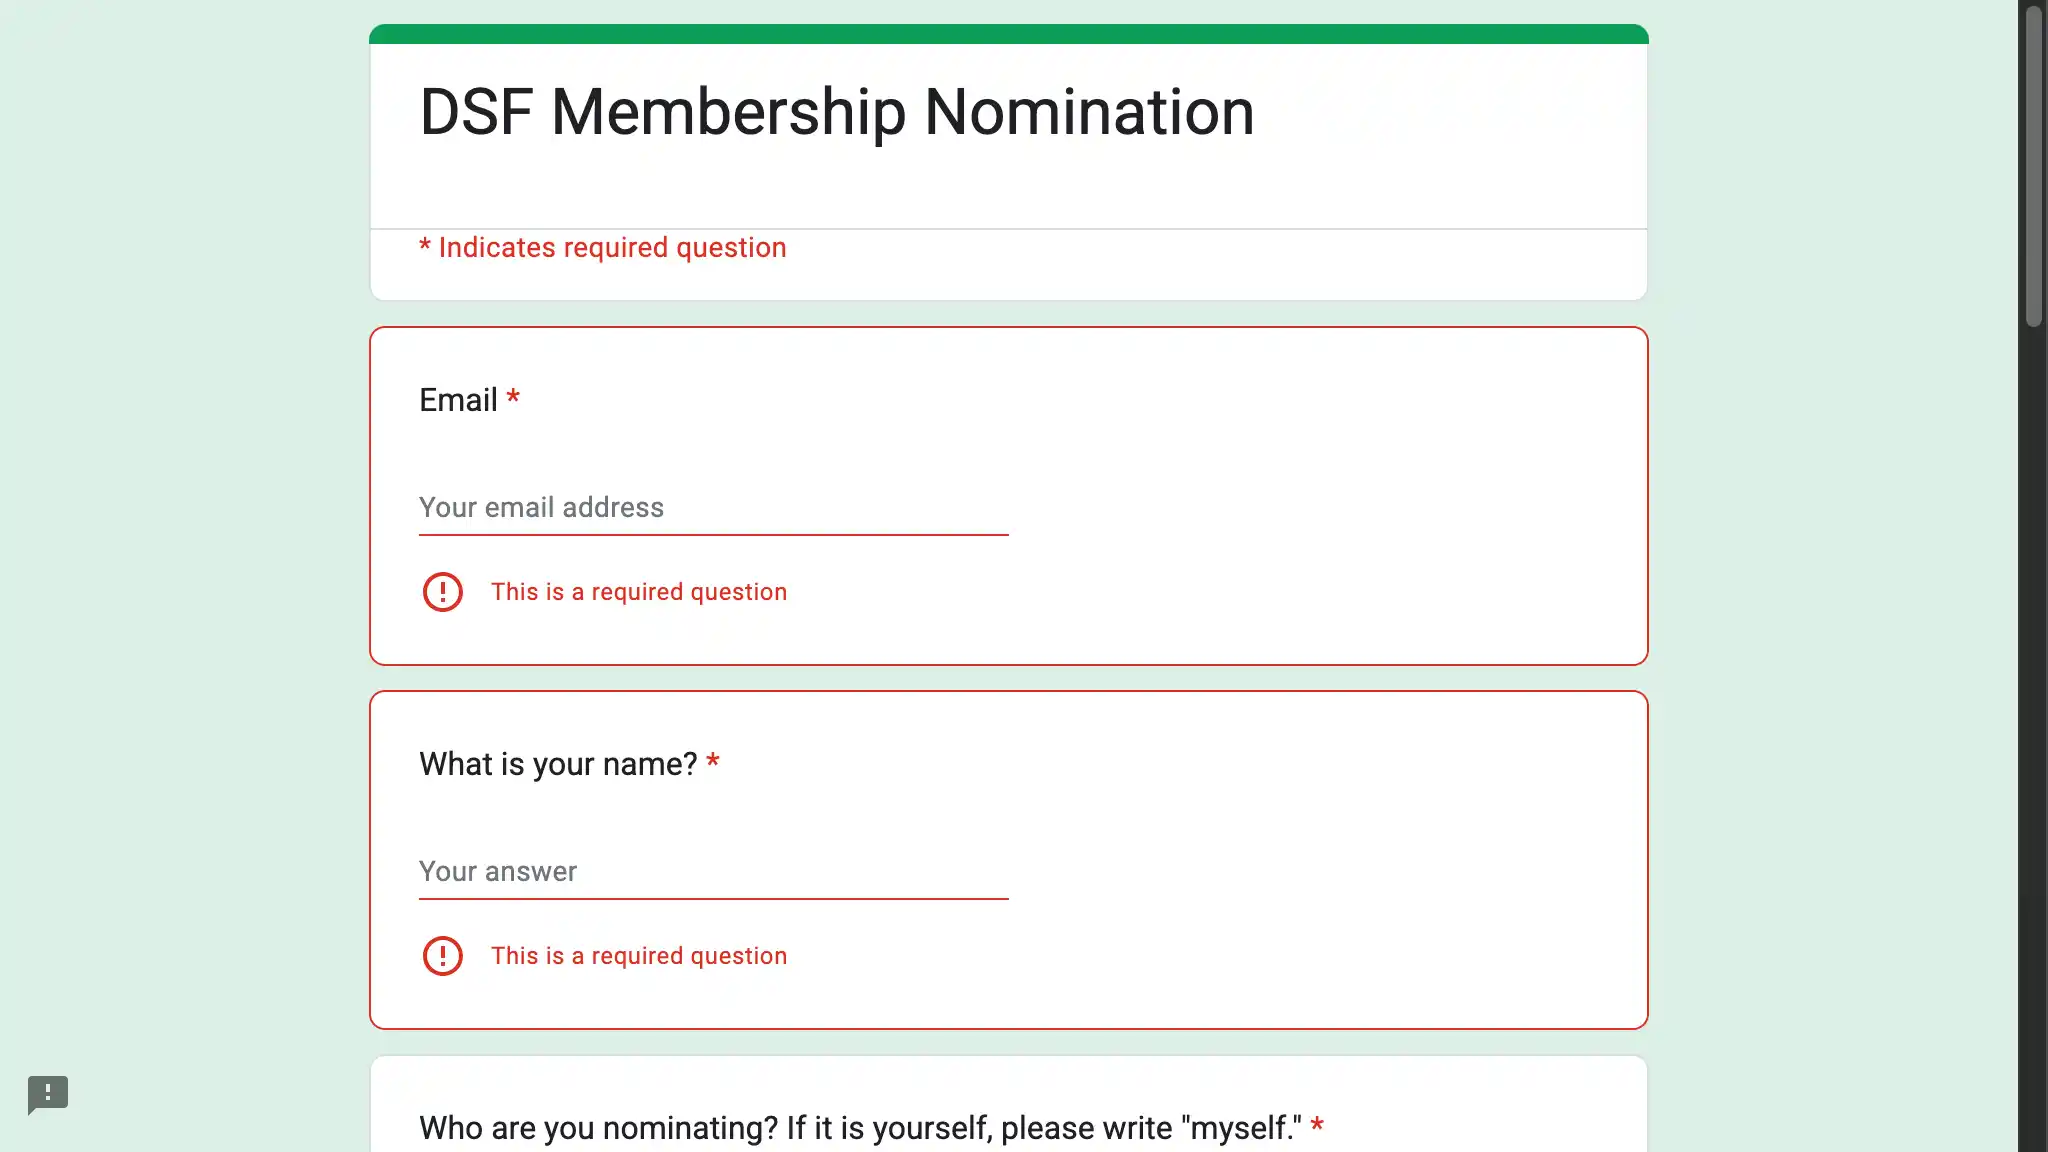 DSF Membership Nomination
* Indicates required question
Email *
Your email address
This is a required question
What is your name? *
Your answer
This is a required question
Who are you nominating? If it is yourself, please write "myself." *